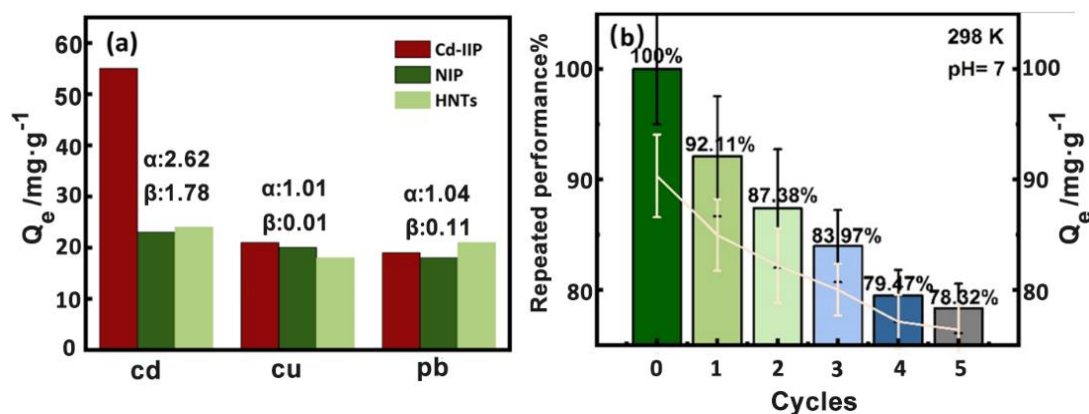 (a)
Cd-IIP
NIP
HNTs
60
50
40
30
20
10
0
Qe /mg·g-1
α:2.62
β:1.78
α:1.01
β:0.01
α:1.04
β:0.11
cd
cu
pb
(b)
298 K
pH= 7
Repeated performance%
100
90
80
100%
92.11%
87.38%
83.97%
79.47%
78.32%
100
90
80
Qe /mg·g-1
0
1
2
3
4
5
Cycles